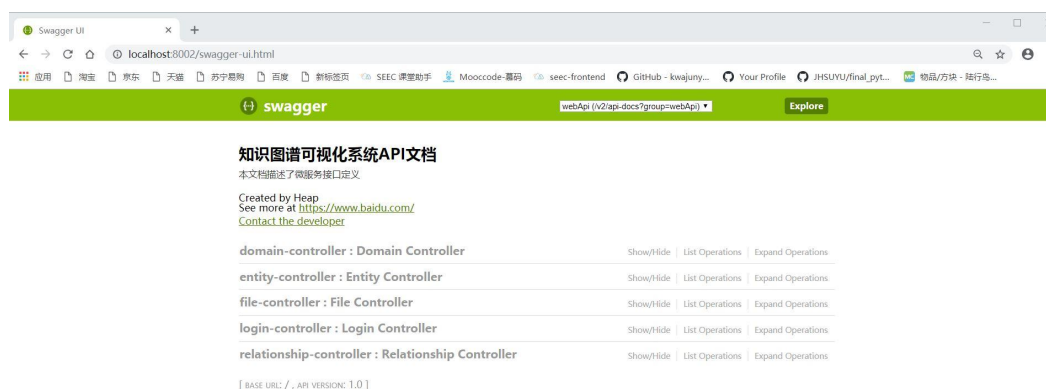 Swagger UI
localhost:8002/swagger-ui.html
应用 淘宝 京东 天猫 苏宁易购 百度 新标签页 SEEC 课堂助手 Mooccode-慕码 seec-frontend GitHub - kwajuny... Your Profile JHSUYU/final_pyt... 物品/方块 - 陆行鸟...
swagger webApi (/v2/api-docs?group=webApi) Explore
知识图谱可视化系统API文档
本文档描述了微服务接口定义
Created by Heap
See more at https://www.baidu.com/
Contact the developer
domain-controller : Domain Controller Show/Hide List Operations Expand Operations
entity-controller : Entity Controller Show/Hide List Operations Expand Operations
file-controller : File Controller Show/Hide List Operations Expand Operations
login-controller : Login Controller Show/Hide List Operations Expand Operations
relationship-controller : Relationship Controller Show/Hide List Operations Expand Operations
[ BASE URL: / , API VERSION: 1.0 ]